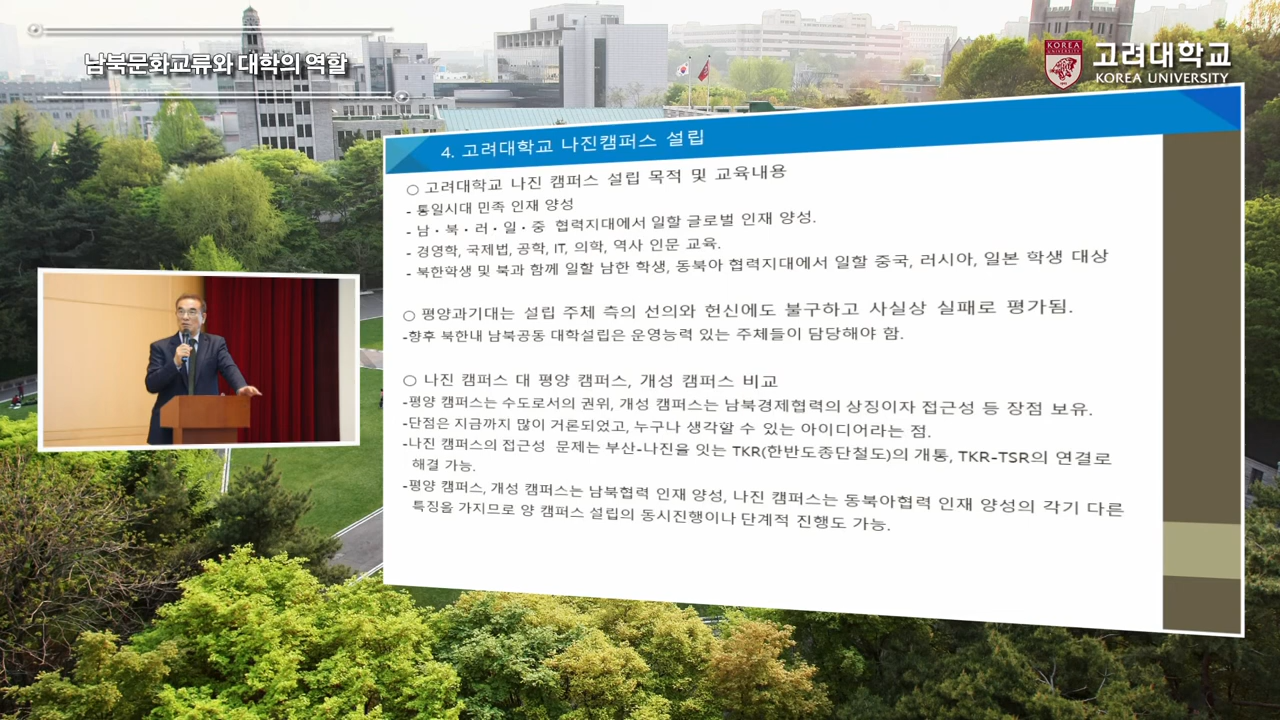 남북문화교류와 대학의 역할
KOREA
UNIVERSITY
고려대학교
KOREA UNIVERSITY
4. 고려대학교 나진캠퍼스 설립
○ 고려대학교 나진 캠퍼스 설립 목적 및 교육내용
- 통일시대 민족 인재 양성
- 남・북・러・일・중 협력지대에서 일할 글로벌 인재 양성.
- 경영학, 국제법, 공학, IT, 의학, 역사 인문 교육.
- 북한학생 및 북과 함께 일할 남한 학생, 동북아 협력지대에서 일할 중국, 러시아, 일본 학생 대상
○ 평양과기대는 설립 주체 측의 선의와 헌신에도 불구하고 사실상 실패로 평가됨.
-향후 북한내 남북공동 대학설립은 운영능력 있는 주체들이 담당해야 함.
○ 나진 캠퍼스 대 평양 캠퍼스, 개성 캠퍼스 비교
-평양 캠퍼스는 수도로서의 권위, 개성 캠퍼스는 남북경제협력의 상징이자 접근성 등 장점 보유.
-단점은 지금까지 많이 거론되었고, 누구나 생각할 수 있는 아이디어라는 점.
-나진 캠퍼스의 접근성 문제는 부산-나진을 잇는 TKR(한반도종단철도)의 개통, TKR-TSR의 연결로
해결 가능.
-평양 캠퍼스, 개성 캠퍼스는 남북협력 인재 양성, 나진 캠퍼스는 동북아협력 인재 양성의 각기 다른
특징을 가지므로 양 캠퍼스 설립의 동시진행이나 단계적 진행도 가능.